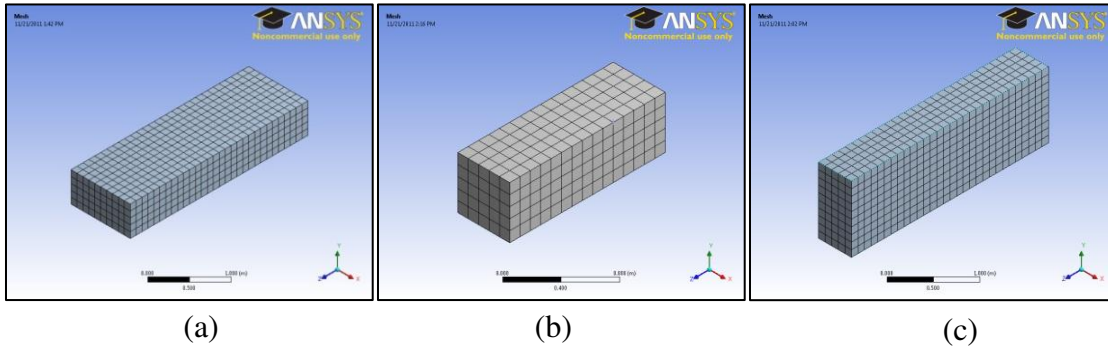 Mesh
11/21/2011 1:42 PM
ANSYS
Noncommercial use only
0.000
1.000 (m)
0.500
Y
Z
X
(a)
Mesh
11/21/2011 2:16 PM
ANSYS
Noncommercial use only
0.000
0.800 (m)
0.400
Y
Z
X
(b)
Mesh
11/21/2011 2:02 PM
ANSYS
Noncommercial use only
0.000
1.000 (m)
0.500
Y
Z
X
(c)